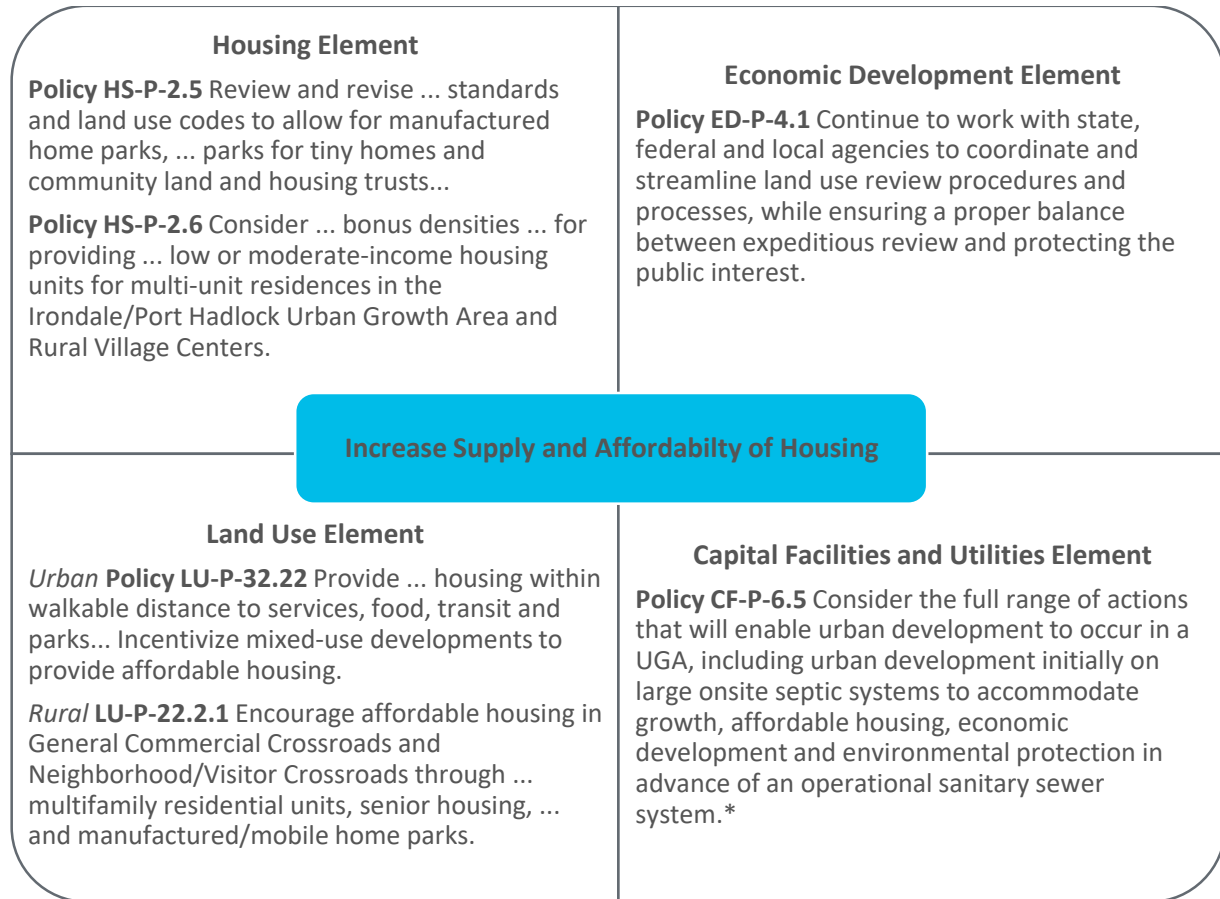 Housing Element
Policy HS-P-2.5 Review and revise ... standards
and land use codes to allow for manufactured
home parks, ... parks for tiny homes and
community land and housing trusts...
Policy HS-P-2.6 Consider ... bonus densities ... for
providing ... low or moderate-income housing
units for multi-unit residences in the
Irondale/Port Hadlock Urban Growth Area and
Rural Village Centers.
Economic Development Element
Policy ED-P-4.1 Continue to work with state,
federal and local agencies to coordinate and
streamline land use review procedures and
processes, while ensuring a proper balance
between expeditious review and protecting the
public interest.
Increase Supply and Affordabilty of Housing
Land Use Element
Urban Policy LU-P-32.22 Provide ... housing within
walkable distance to services, food, transit and
parks... Incentivize mixed-use developments to
provide affordable housing.
Rural LU-P-22.2.1 Encourage affordable housing in
General Commercial Crossroads and
Neighborhood/Visitor Crossroads through ...
multifamily residential units, senior housing, ...
and manufactured/mobile home parks.
Capital Facilities and Utilities Element
Policy CF-P-6.5 Consider the full range of actions
that will enable urban development to occur in a
UGA, including urban development initially on
large onsite septic systems to accommodate
growth, affordable housing, economic
development and environmental protection in
advance of an operational sanitary sewer
system.*